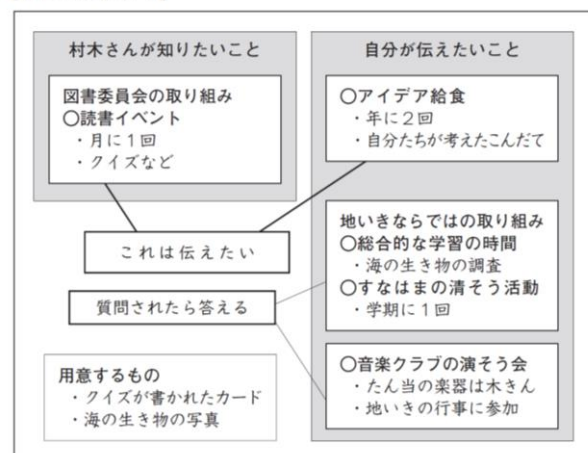 村木さんが知りたいこと
図書委員会の取り組み
〇読書イベント
・月に1回
・クイズなど
自分が伝えたいこと
〇アイデア給食
・年に2回
・自分たちが考えたこんだて
これは伝えたい
質問されたら答える
地いきならではの取り組み
〇総合的な学習の時間
・海の生き物の調査
〇すなはまの清そう活動
・学期に1回
〇音楽クラブの演そう会
・たん当の楽器は木きん
・地いきの行事に参加
用意するもの
・クイズが書かれたカード
・海の生き物の写真